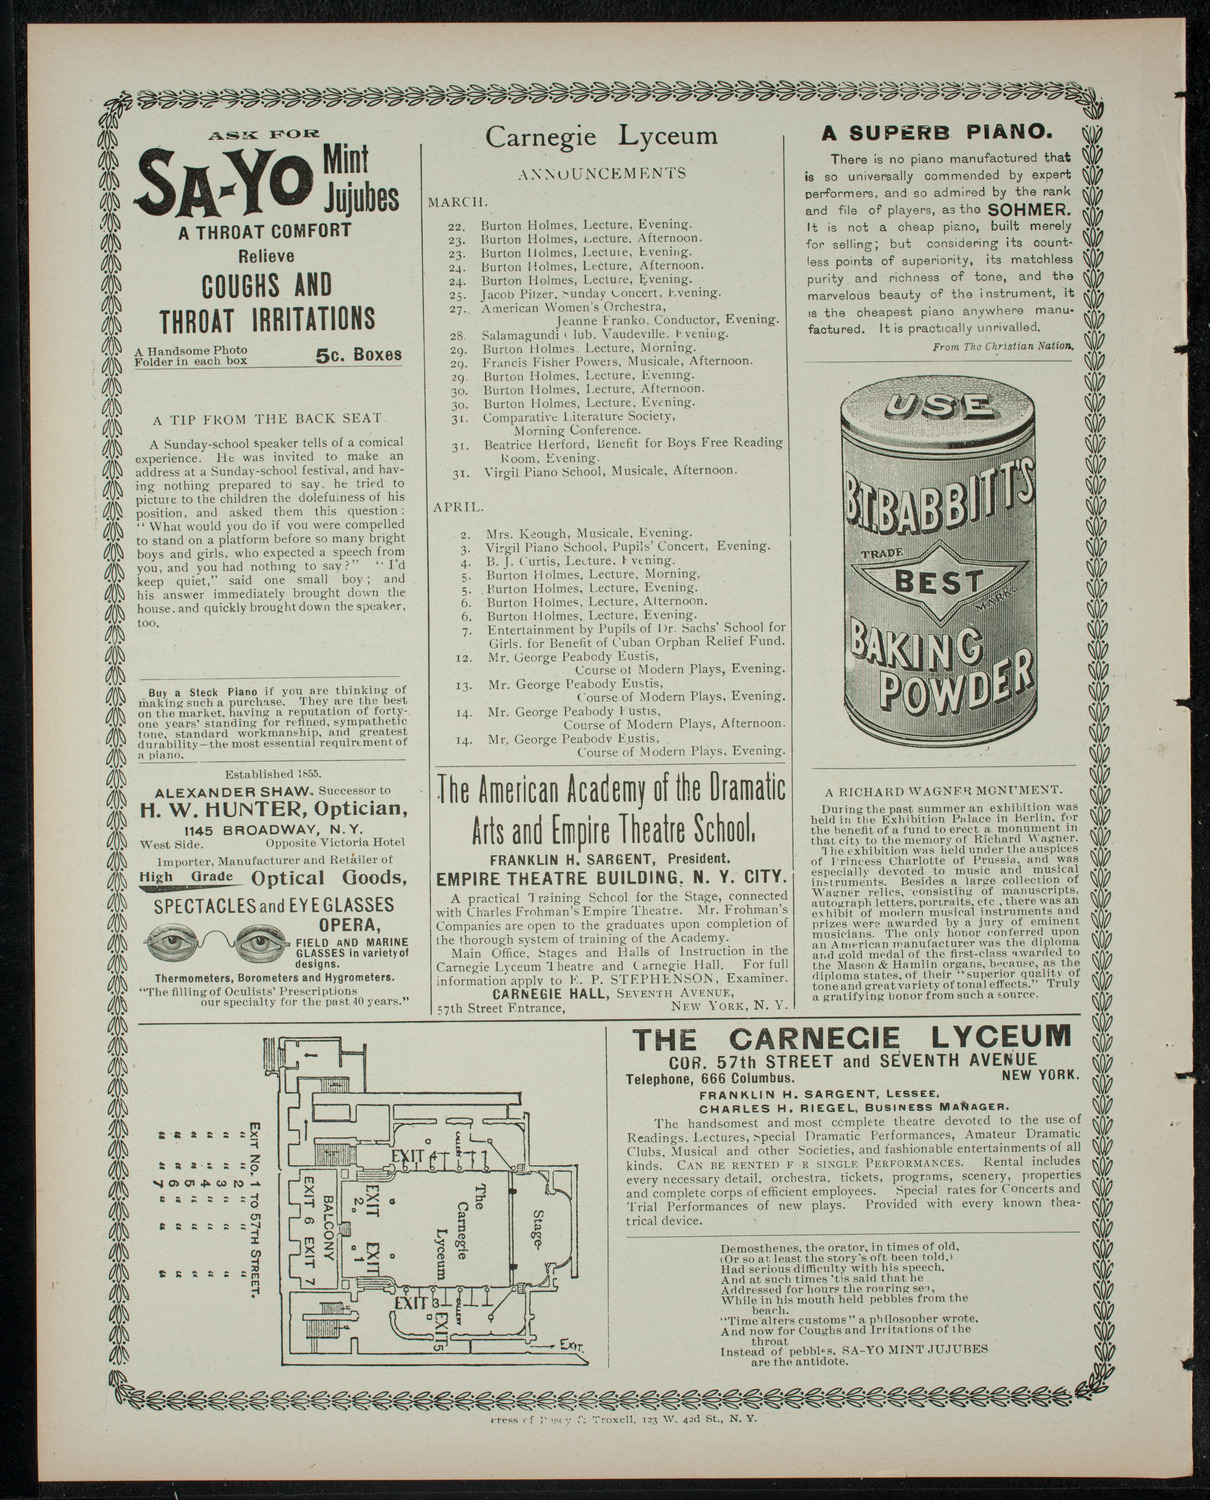 ASK FOR
SA-YO Mint Jujubes
A THROAT COMFORT
Relieve
COUGHS AND
THROAT IRRITATIONS
A Handsome Photo
Folder in each box
5c. Boxes
A TIP FROM THE BACK SEAT.
A Sunday-school speaker tells of a comical
experience. He was invited to make an
address at a Sunday-school festival, and hav-
ing nothing prepared to say, he tried to
picture to the children the dolefulness of his
position, and asked them this question:
"What would you do if you were compelled
to stand on a platform before so many bright
boys and girls, who expected a speech from
you, and you had nothing to say?" "I'd
keep quiet," said one small boy; and
his answer immediately brought down the
house, and quickly brought down the speaker,
too.
Buy a Steck Piano if you are thinking of
making such a purchase. They are the best
on the market, having a reputation of forty-
one years' standing for refined, sympathetic
tone, standard workmanship, and greatest
durability—the most essential requirement of
a piano.
Established 1855.
ALEXANDER SHAW, Successor to
H. W. HUNTER, Optician,
1145 BROADWAY, N. Y.
West Side. Opposite Victoria Hotel
Importer, Manufacturer and Retailer of
High Grade Optical Goods,
SPECTACLES and EYEGLASSES
OPERA,
FIELD AND MARINE
GLASSES in variety of
designs.
Thermometers, Borometers and Hygrometers.
"The filling of Oculists' Prescriptions
our specialty for the past 40 years."
Carnegie Lyceum
ANNOUNCEMENTS
MARCH.
22. Burton Holmes, Lecture, Evening.
23. Burton Holmes, Lecture, Afternoon.
23. Burton Holmes, Lecture, Evening.
24. Burton Holmes, Lecture, Afternoon.
24. Burton Holmes, Lecture, Evening.
25. Jacob Pitzer, Sunday Concert, Evening.
27. American Women's Orchestra,
Jeanne Franko, Conductor, Evening.
28. Salamagundi Club, Vaudeville, Evening.
29. Burton Holmes, Lecture, Morning.
29. Francis Fisher Powers, Musicale, Afternoon.
29. Burton Holmes, Lecture, Evening.
30. Burton Holmes, Lecture, Afternoon.
30. Burton Holmes, Lecture, Evening.
31. Comparative Literature Society,
Morning Conference.
31. Beatrice Herford, Benefit for Boys Free Reading
Room, Evening.
31. Virgil Piano School, Musicale, Afternoon.
APRIL.
2. Mrs. Keough, Musicale, Evening.
3. Virgil Piano School, Pupils' Concert, Evening.
4. B. J. Curtis, Lecture, Evening.
5. Burton Holmes, Lecture, Morning.
5. Burton Holmes, Lecture, Evening.
6. Burton Holmes, Lecture, Afternoon.
6. Burton Holmes, Lecture, Evening.
7. Entertainment by Pupils of Dr. Sachs' School for
Girls, for Benefit of Cuban Orphan Relief Fund.
12. Mr. George Peabody Eustis,
Course of Modern Plays, Evening.
13. Mr. George Peabody Eustis,
Course of Modern Plays, Evening.
14. Mr. George Peabody Eustis,
Course of Modern Plays, Afternoon.
14. Mr. George Peabody Eustis,
Course of Modern Plays, Evening.
The American Academy of the Dramatic
Arts and Empire Theatre School,
FRANKLIN H. SARGENT, President.
EMPIRE THEATRE BUILDING, N. Y. CITY.
A practical Training School for the Stage, connected
with Charles Frohman's Empire Theatre. Mr. Frohman's
Companies are open to the graduates upon completion of
the thorough system of training of the Academy.
Main Office, Stages and Halls of Instruction in the
Carnegie Lyceum Theatre and Carnegie Hall. For full
information apply to E. P. STEPHENSON, Examiner.
CARNEGIE HALL, SEVENTH AVENUE,
57th Street Entrance, NEW YORK, N. Y.
A SUPERB PIANO.
There is no piano manufactured that
is so universally commended by expert
performers, and so admired by the rank
and file of players, as the SOHMER.
It is not a cheap piano, built merely
for selling; but considering its count-
less points of superiority, its matchless
purity and richness of tone, and the
marvelous beauty of the instrument, it
is the cheapest piano anywhere manu-
factured. It is practically unrivalled.
From The Christian Nation.
USE
B.T. BABBITT'S
TRADE
BEST
MARK.
BAKING
POWDER
A RICHARD WAGNER MONUMENT.
During the past summer an exhibition was
held in the Exhibition Palace in Berlin, for
the benefit of a fund to erect a monument in
that city to the memory of Richard Wagner.
The exhibition was held under the auspices
of Princess Charlotte of Prussia, and was
especially devoted to music and musical
instruments. Besides a large collection of
Wagner relics, consisting of manuscripts,
autograph letters, portraits, etc., there was an
exhibit of modern musical instruments and
prizes were awarded by a jury of eminent
musicians. The only honor conferred upon
an American manufacturer was the diploma
and gold medal of the first-class awarded to
the Mason & Hamlin organs, because, as the
diploma states, of their "superior quality of
tone and great variety of tonal effects." Truly
a gratifying honor from such a source.
EXIT NO. 1 TO 57TH STREET.
" " 2 " " "
" " 3 " " "
" " 4 " " "
" " 5 " " "
" " 6 " " "
" " 7 " " "
BALCONY
EXIT 6 EXIT 7
EXIT 2
EXIT 1
EXIT 4
GALLERY
The
Carnegie
Lyceum
Stage
EXIT 3
GALLERY
EXIT 5
EXIT.
THE CARNEGIE LYCEUM
COR. 57th STREET and SEVENTH AVENUE
Telephone, 666 Columbus. NEW YORK.
FRANKLIN H. SARGENT, LESSEE.
CHARLES H. RIEGEL, BUSINESS MANAGER.
The handsomest and most complete theatre devoted to the use of
Readings, Lectures, Special Dramatic Performances, Amateur Dramatic
Clubs, Musical and other Societies, and fashionable entertainments of all
kinds. CAN BE RENTED F R SINGLE PERFORMANCES. Rental includes
every necessary detail, orchestra, tickets, programs, scenery, properties
and complete corps of efficient employees. Special rates for Concerts and
Trial Performances of new plays. Provided with every known thea-
trical device.
Demosthenes, the orator, in times of old,
(Or so at least the story's oft been told,)
Had serious difficulty with his speech,
And at such times 'tis said that he
Addressed for hours the roaring sea,
While in his mouth held pebbles from the
beach.
"Time alters customs" a philosopher wrote,
And now for Coughs and Irritations of the
throat
Instead of pebbles, SA-YO MINT JUJUBES
are the antidote.
Press of Pusey & Troxell, 123 W. 42d St., N. Y.